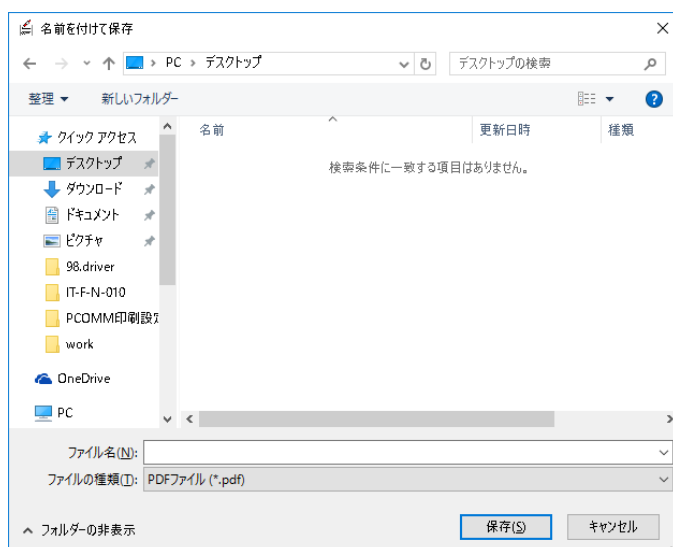 名前を付けて保存
PC › デスクトップ
デスクトップの検索
整理
新しいフォルダー
名前
更新日時
種類
検索条件に一致する項目はありません。
クイック アクセス
デスクトップ
ダウンロード
ドキュメント
ピクチャ
98.driver
IT-F-N-010
PCOMM印刷設定
work
OneDrive
PC
ファイル名(N):
ファイルの種類(T): PDFファイル (*.pdf)
フォルダーの非表示
保存(S)
キャンセル